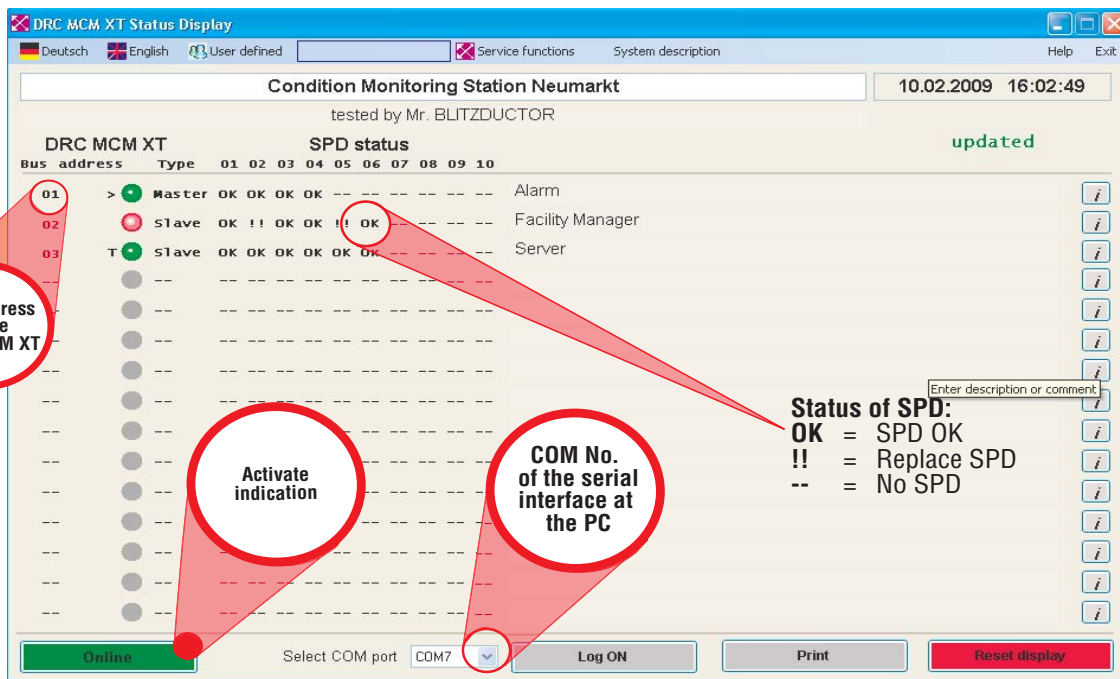 DRC MCM XT Status Display
Deutsch English User defined Service functions System description Help Exit
Condition Monitoring Station Neumarkt 10.02.2009 16:02:49
tested by Mr. BLITZDUCTOR
DRC MCM XT SPD status updated
Bus address Type 01 02 03 04 05 06 07 08 09 10
01 > Master OK OK OK OK -- -- -- -- -- -- Alarm i
02 Slave OK !! OK OK !! OK -- -- -- -- Facility Manager i
03 T Slave OK OK OK OK OK OK -- -- -- -- Server i
-- -- -- -- -- -- -- -- -- -- -- i
-- -- -- -- -- -- -- -- -- -- -- -- i
M XT
-- -- -- -- -- -- -- -- -- -- -- i
-- -- -- -- -- -- -- -- -- -- -- -- i
Enter description or comment
-- -- -- -- -- -- -- -- -- -- -- -- i
-- -- -- -- -- i
-- -- -- -- i
-- -- -- -- i
-- -- -- -- i
-- -- -- -- -- i
-- -- -- -- -- -- -- -- -- i
-- -- -- -- -- -- -- -- -- -- -- -- i
Activate
indication
COM No.
of the serial
interface at
the PC
Status of SPD:
OK = SPD OK
!! = Replace SPD
-- = No SPD
Online Select COM port COM7 Log ON Print Reset display